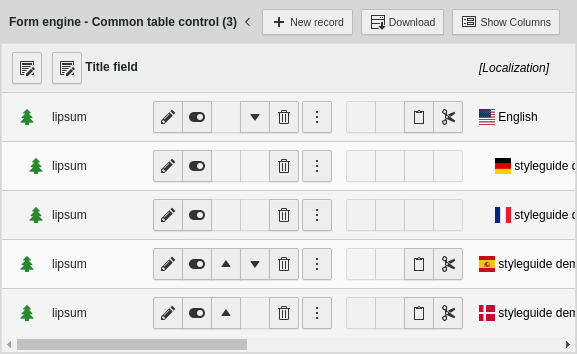 Form engine - Common table control (3)
New record
Download
Show Columns
Title field
[Localization]
lipsum
English
lipsum
styleguide d
lipsum
styleguide d
lipsum
styleguide dem
lipsum
styleguide dem